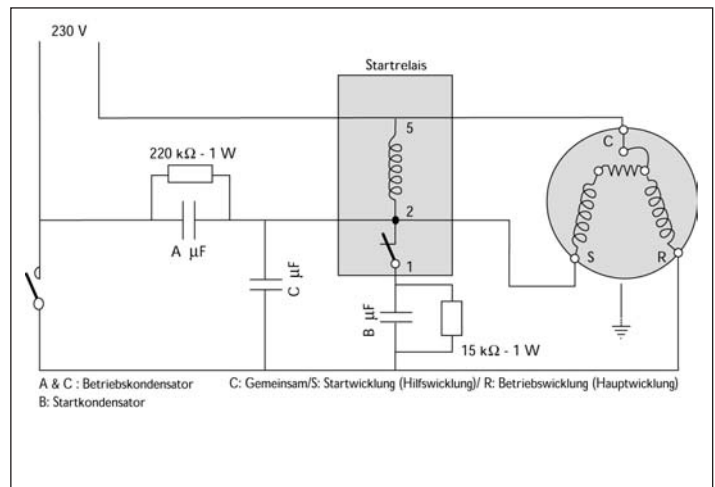 230 V
Startrelais
5
C
220 kΩ - 1 W
2
A µF
S
R
C µF
1
B µF
15 kΩ - 1 W
A & C : Betriebskondensator
C: Gemeinsam/S: Startwicklung (Hilfswicklung)/ R: Betriebswicklung (Hauptwicklung)
B: Startkondensator